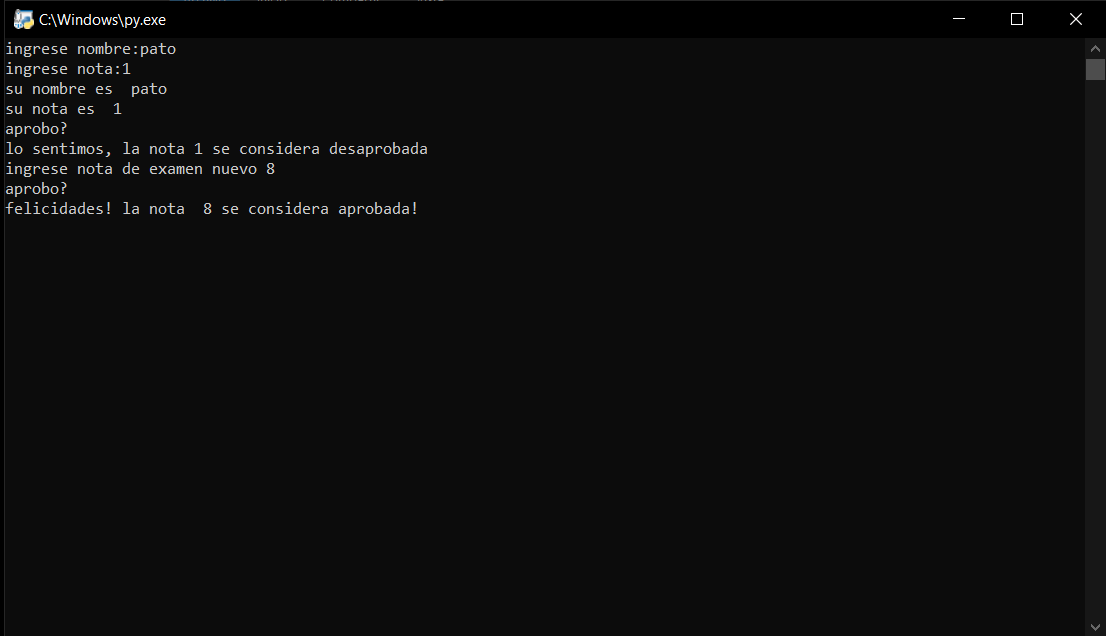 C:\Windows\py.exe
ingrese nombre:pato
ingrese nota:1
su nombre es  pato
su nota es  1
aprobo?
lo sentimos, la nota 1 se considera desaprobada
ingrese nota de examen nuevo 8
aprobo?
felicidades! la nota  8 se considera aprobada!